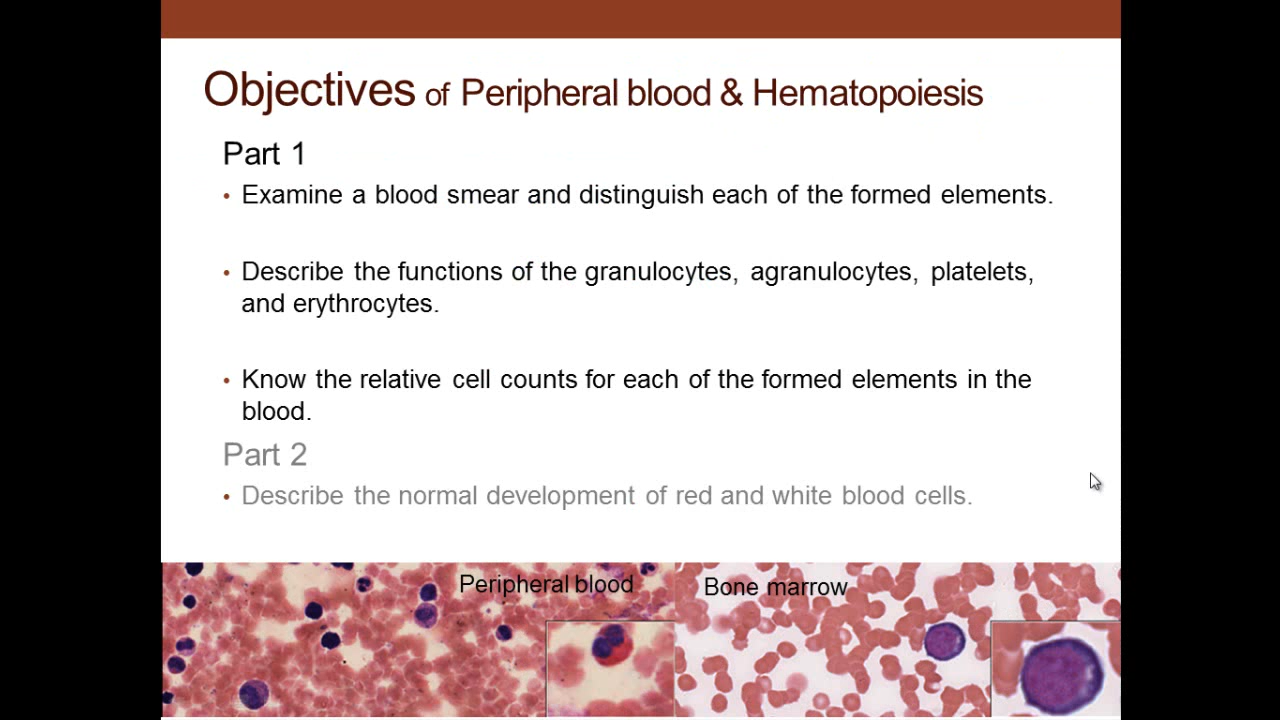 Objectives of Peripheral blood & Hematopoiesis
Part 1
• Examine a blood smear and distinguish each of the formed elements.
• Describe the functions of the granulocytes, agranulocytes, platelets,
and erythrocytes.
• Know the relative cell counts for each of the formed elements in the
blood.
Part 2
• Describe the normal development of red and white blood cells.
Peripheral blood
Bone marrow